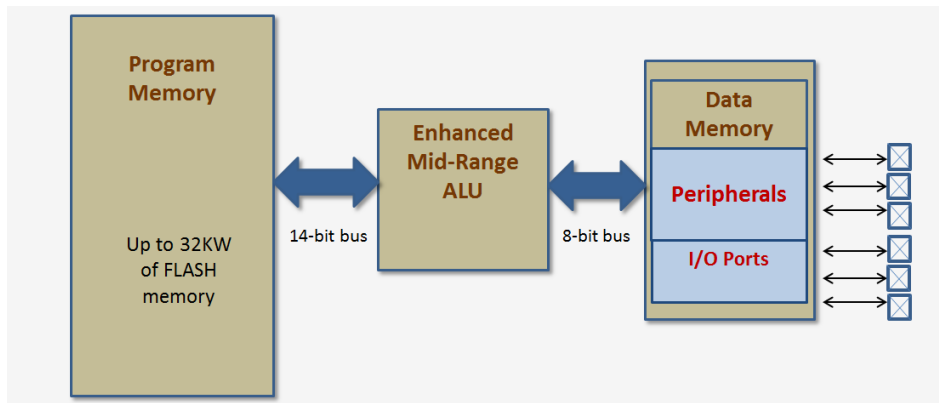 Program
Memory
Up to 32KW
of FLASH
memory
14-bit bus
Enhanced
Mid-Range
ALU
8-bit bus
Data
Memory
Peripherals
I/O Ports